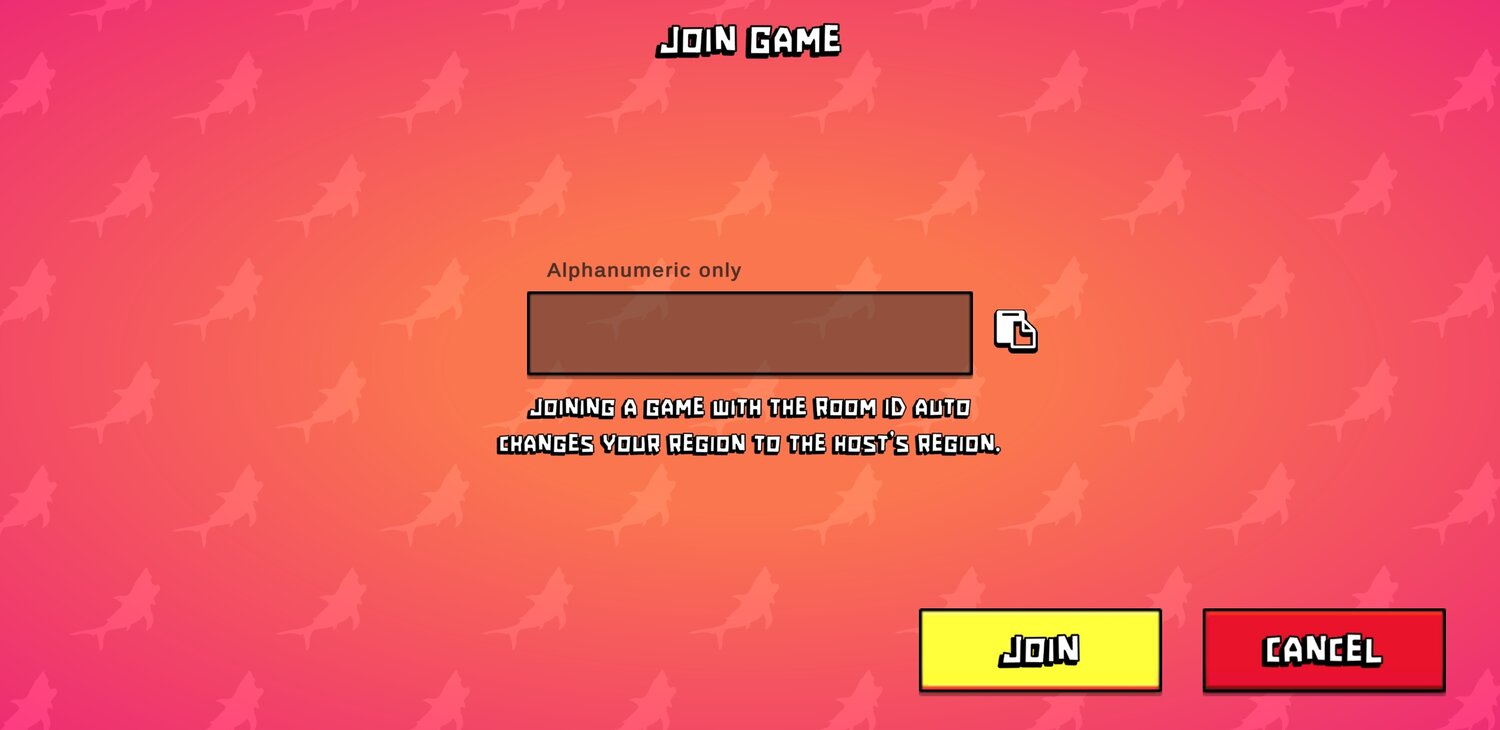 JOIN GAME
Alphanumeric only
JOINING A GAME WITH THE ROOM ID AUTO
CHANGES YOUR REGION TO THE HOST'S REGION.
JOIN
CANCEL